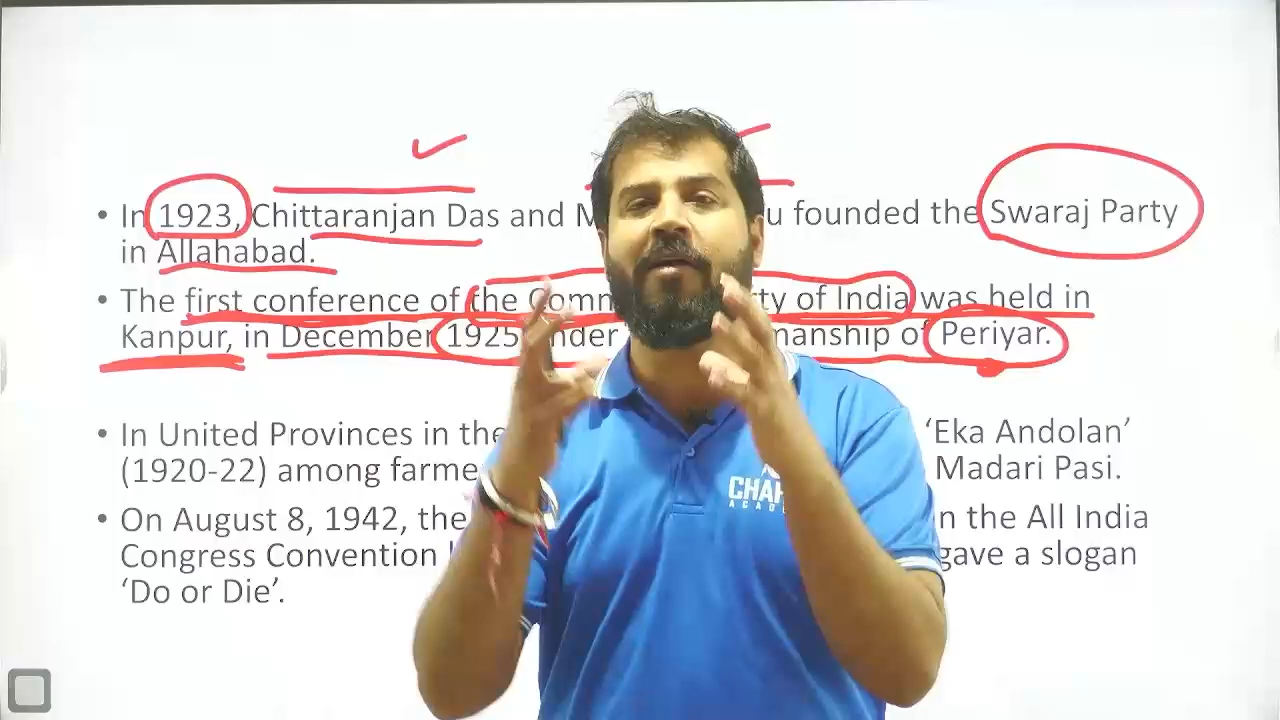 • In 1923, Chittaranjan Das and M u founded the Swaraj Party
in Allahabad.
• The first conference of the Comm ty of India was held in
Kanpur, in December 1925 nder manship of Periyar.
• In United Provinces in the ‘Eka Andolan’
(1920-22) among farme Madari Pasi.
• On August 8, 1942, the n the All India
Congress Convention gave a slogan
‘Do or Die’.
CHA
ACAD